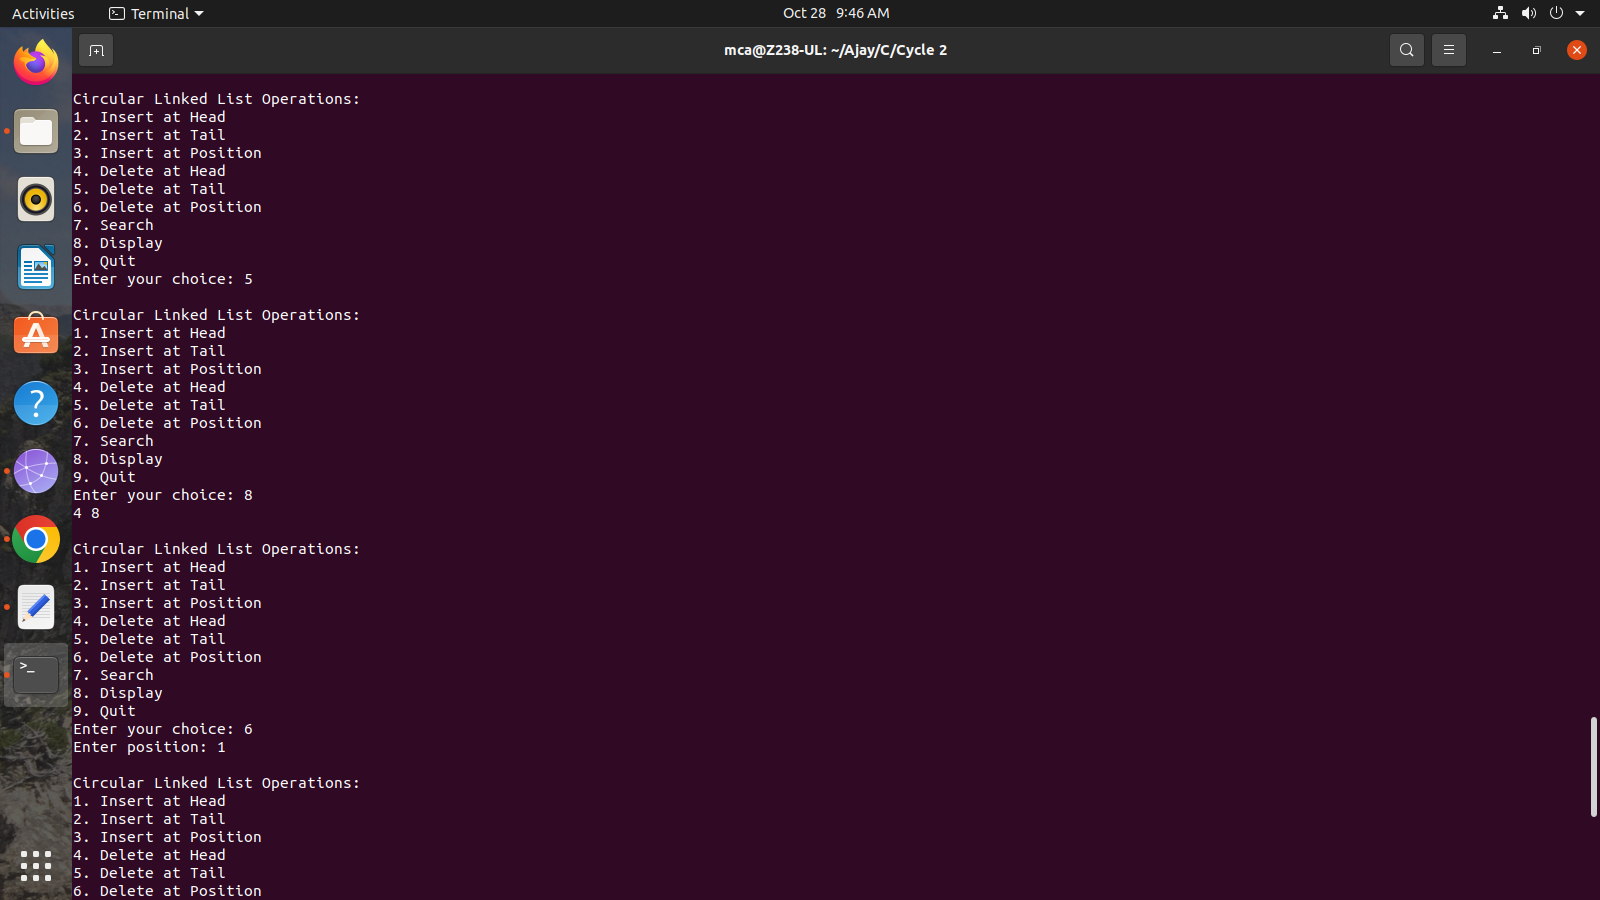 Activities
Terminal
Oct 28 9:46 AM
mca@Z238-UL: ~/Ajay/C/Cycle 2
Circular Linked List Operations:
1. Insert at Head
2. Insert at Tail
3. Insert at Position
4. Delete at Head
5. Delete at Tail
6. Delete at Position
7. Search
8. Display
9. Quit
Enter your choice: 5
Circular Linked List Operations:
1. Insert at Head
2. Insert at Tail
3. Insert at Position
4. Delete at Head
5. Delete at Tail
6. Delete at Position
7. Search
8. Display
9. Quit
Enter your choice: 8
4 8
Circular Linked List Operations:
1. Insert at Head
2. Insert at Tail
3. Insert at Position
4. Delete at Head
5. Delete at Tail
6. Delete at Position
7. Search
8. Display
9. Quit
Enter your choice: 6
Enter position: 1
Circular Linked List Operations:
1. Insert at Head
2. Insert at Tail
3. Insert at Position
4. Delete at Head
5. Delete at Tail
6. Delete at Position